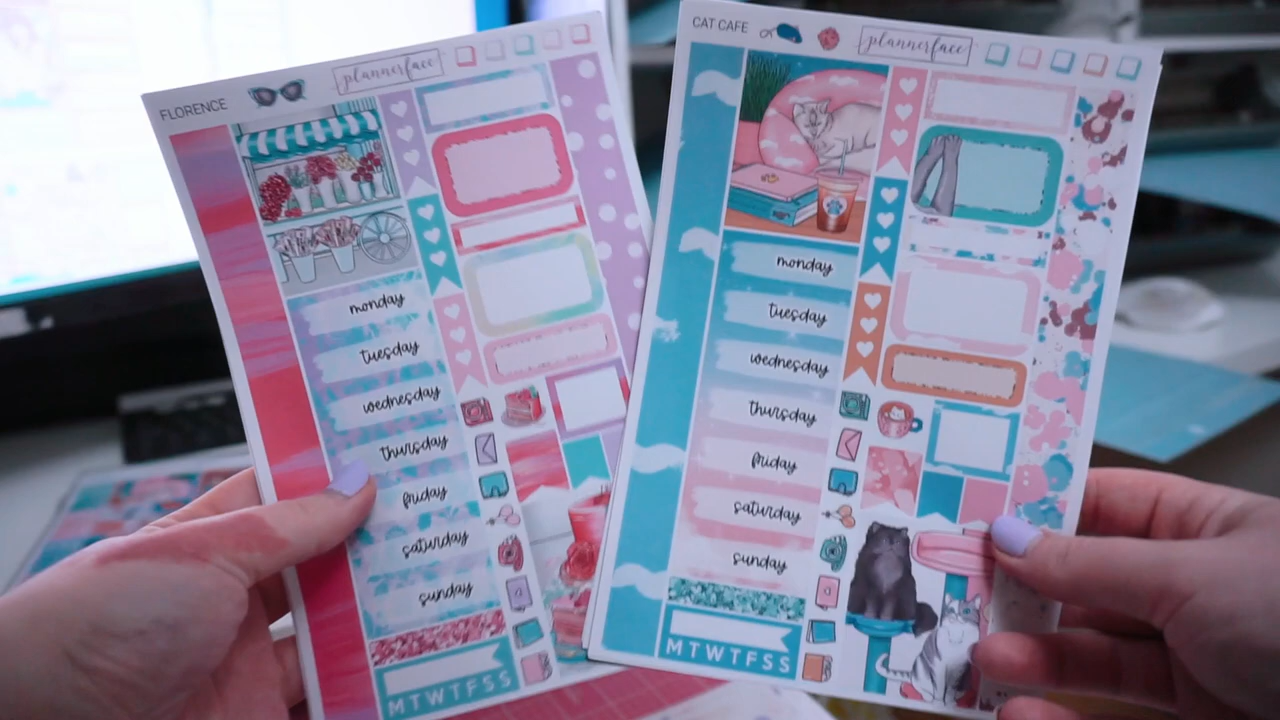 FLORENCE
plannerface
monday
tuesday
wednesday
thursday
friday
saturday
sunday
MTWTFSS
CAT CAFE
plannerface
monday
tuesday
wednesday
thursday
friday
saturday
sunday
MTWTFSS